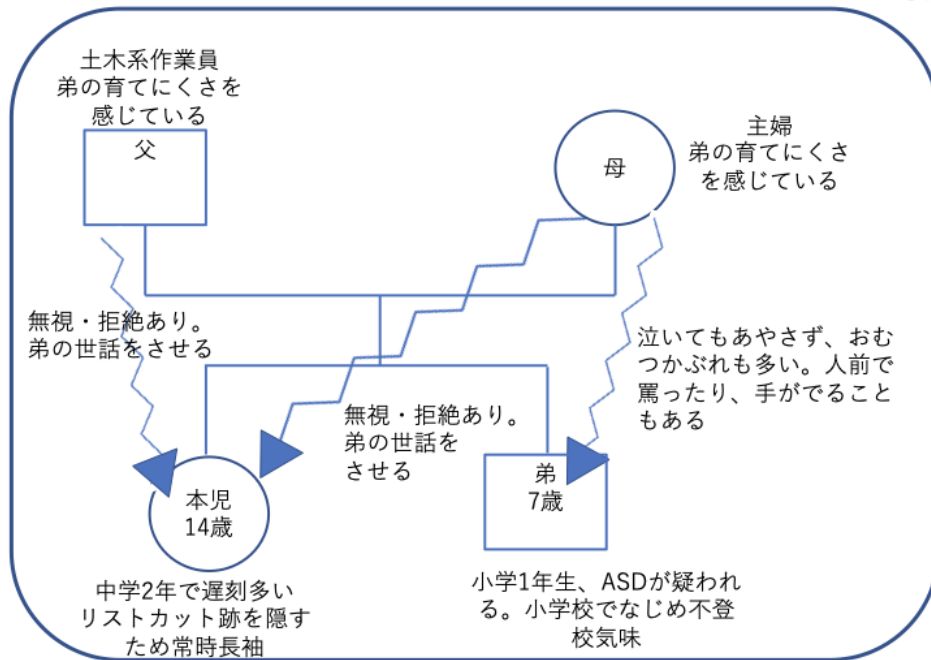 土木系作業員
弟の育てにくさを
感じている
父
母
主婦
弟の育てにくさ
を感じている
無視・拒絶あり。
弟の世話をさせる
無視・拒絶あり。
弟の世話を
させる
泣いてもあやさず、おむ
つかぶれも多い。人前で
罵ったり、手がでること
もある
本児
14歳
弟
7歳
中学2年で遅刻多い
リストカット跡を隠す
ため常時長袖
小学1年生、ASDが疑われ
る。小学校でなじめ不登
校気味